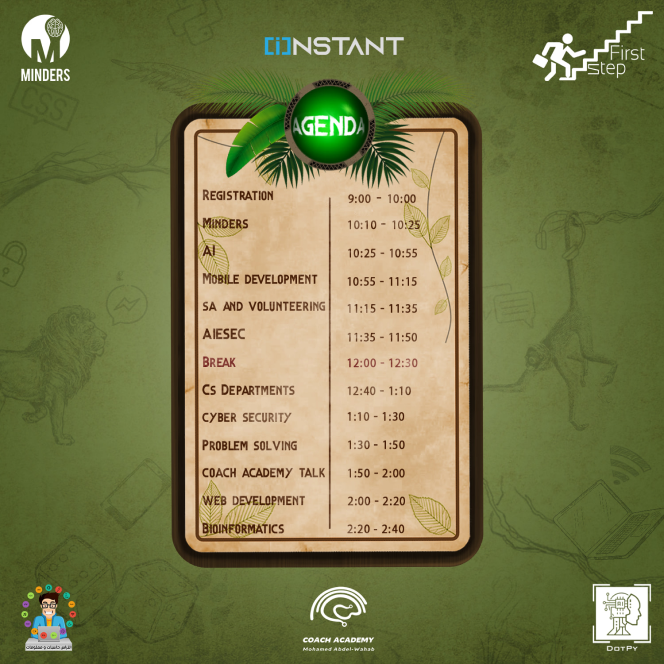 MINDERS
[i]NSTANT
First
step
AGENDA
REGISTRATION 9:00 - 10:00
MINDERS 10:10 - 10:25
AI 10:25 - 10:55
MOBILE DEVELOPMENT 10:55 - 11:15
SA AND VOLUNTEERING 11:15 - 11:35
AIESEC 11:35 - 11:50
BREAK 12:00 - 12:30
CS DEPARTMENTS 12:40 - 1:10
CYBER SECURITY 1:10 - 1:30
PROBLEM SOLVING 1:30 - 1:50
COACH ACADEMY TALK 1:50 - 2:00
WEB DEVELOPMENT 2:00 - 2:20
BIOINFORMATICS 2:20 - 2:40
CSS
COACH ACADEMY
Mohamed Abdel-Wahab
DOTPY